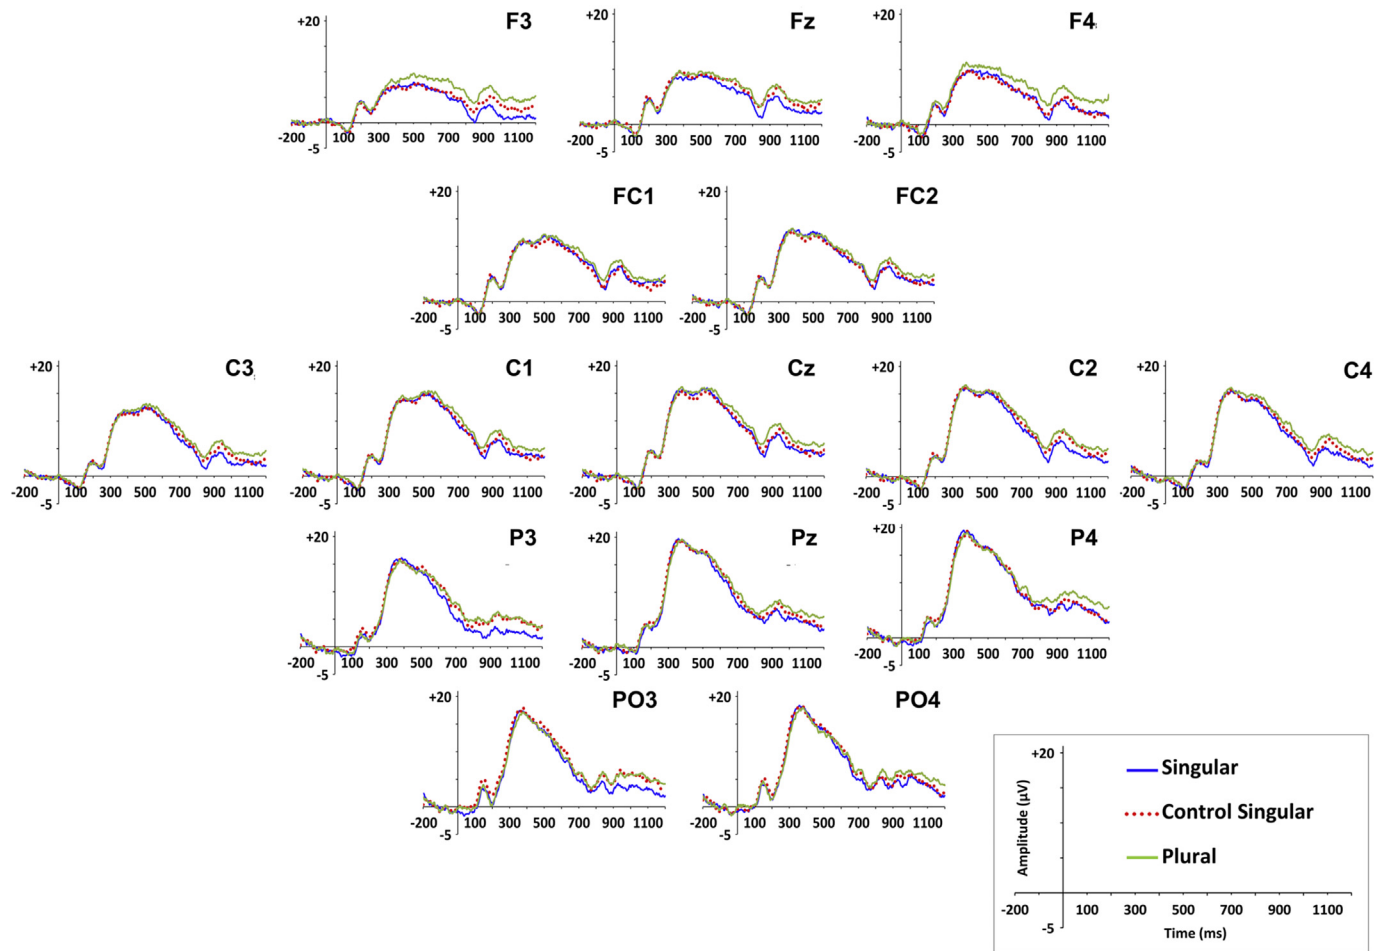 F3 Fz F4
+20 +20 +20
-200 100 300 500 700 900 1100 -200 100 300 500 700 900 1100 -200 100 300 500 700 900 1100
-5 -5 -5
FC1 FC2
+20 +20
-200 100 300 500 700 900 1100 -200 100 300 500 700 900 1100
-5 -5
C3 C1 Cz C2 C4
+20 +20 +20 +20 +20
-200 100 300 500 700 900 1100 -200 100 300 500 700 900 1100 -200 100 300 500 700 900 1100 -200 100 300 500 700 900 1100 -200 100 300 500 700 900 1100
-5 -5 -5 -5 -5
P3 Pz P4
+20 +20 +20
-200 100 300 500 700 900 1100 -200 100 300 500 700 900 1100 -200 100 300 500 700 900 1100
-5 -5 -5
PO3 PO4
+20 +20
-200 100 300 500 700 900 1100 -200 100 300 500 700 900 1100
-5 -5
+20
Amplitude (µV)
Singular
Control Singular
Plural
-200 100 300 500 700 900 1100
-5
Time (ms)